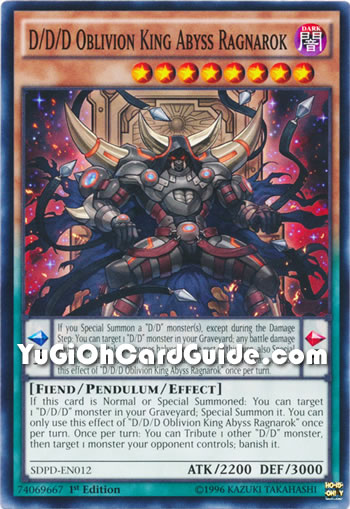 D/D/D Oblivion King Abyss Ragnarok
DARK
闇
If you Special Summon a "D/D" monster(s), except during the Damage
Step: You can target 1 "D/D" monster in your Graveyard; any battle damage
also Special
YuGiOhCardGuide.com
this effect of "D/D/D Oblivion King Abyss Ragnarok" once per turn.
[Fiend/Pendulum/Effect]
If this card is Normal or Special Summoned: You can target
1 "D/D/D" monster in your Graveyard; Special Summon it. You can
only use this effect of "D/D/D Oblivion King Abyss Ragnarok" once
per turn. Once per turn: You can Tribute 1 other "D/D" monster,
then target 1 monster your opponent controls; banish it.
SDPD-EN012
ATK/2200 DEF/3000
74069667 1st Edition
©1996 KAZUKI TAKAHASHI